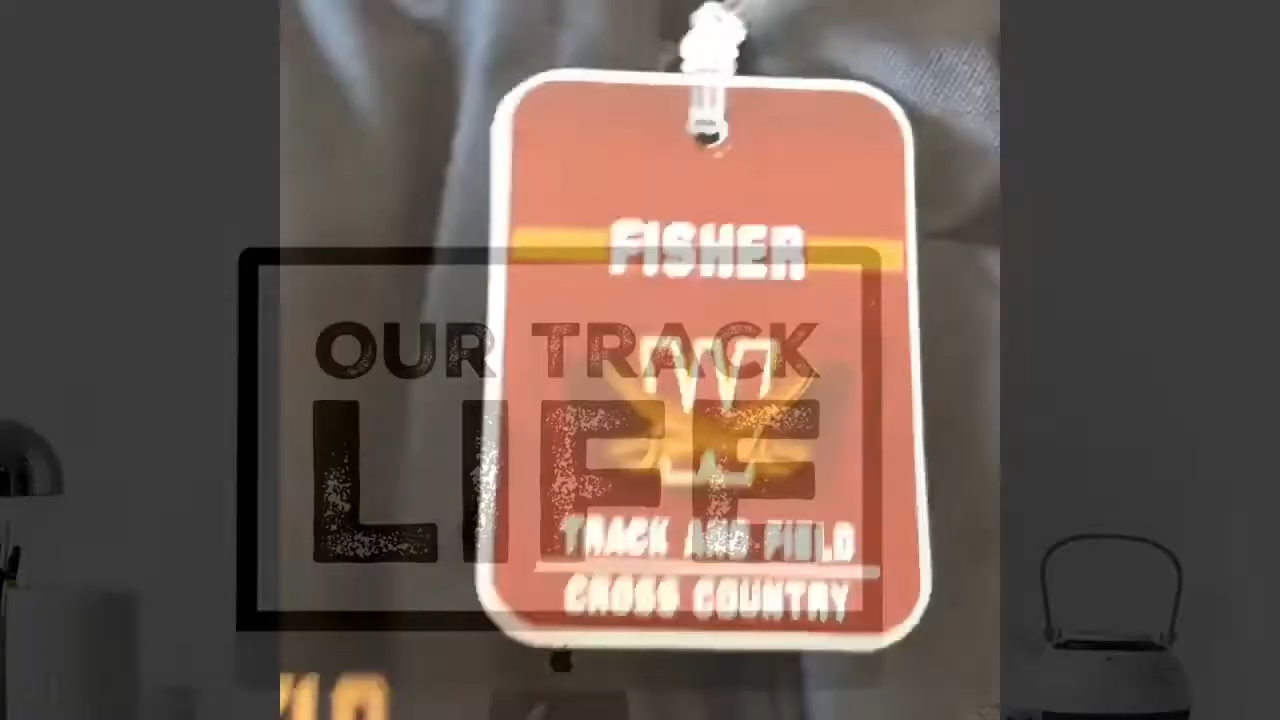 FISHER
OUR TRACK
LIFE
TRACK AND FIELD
CROSS COUNTRY